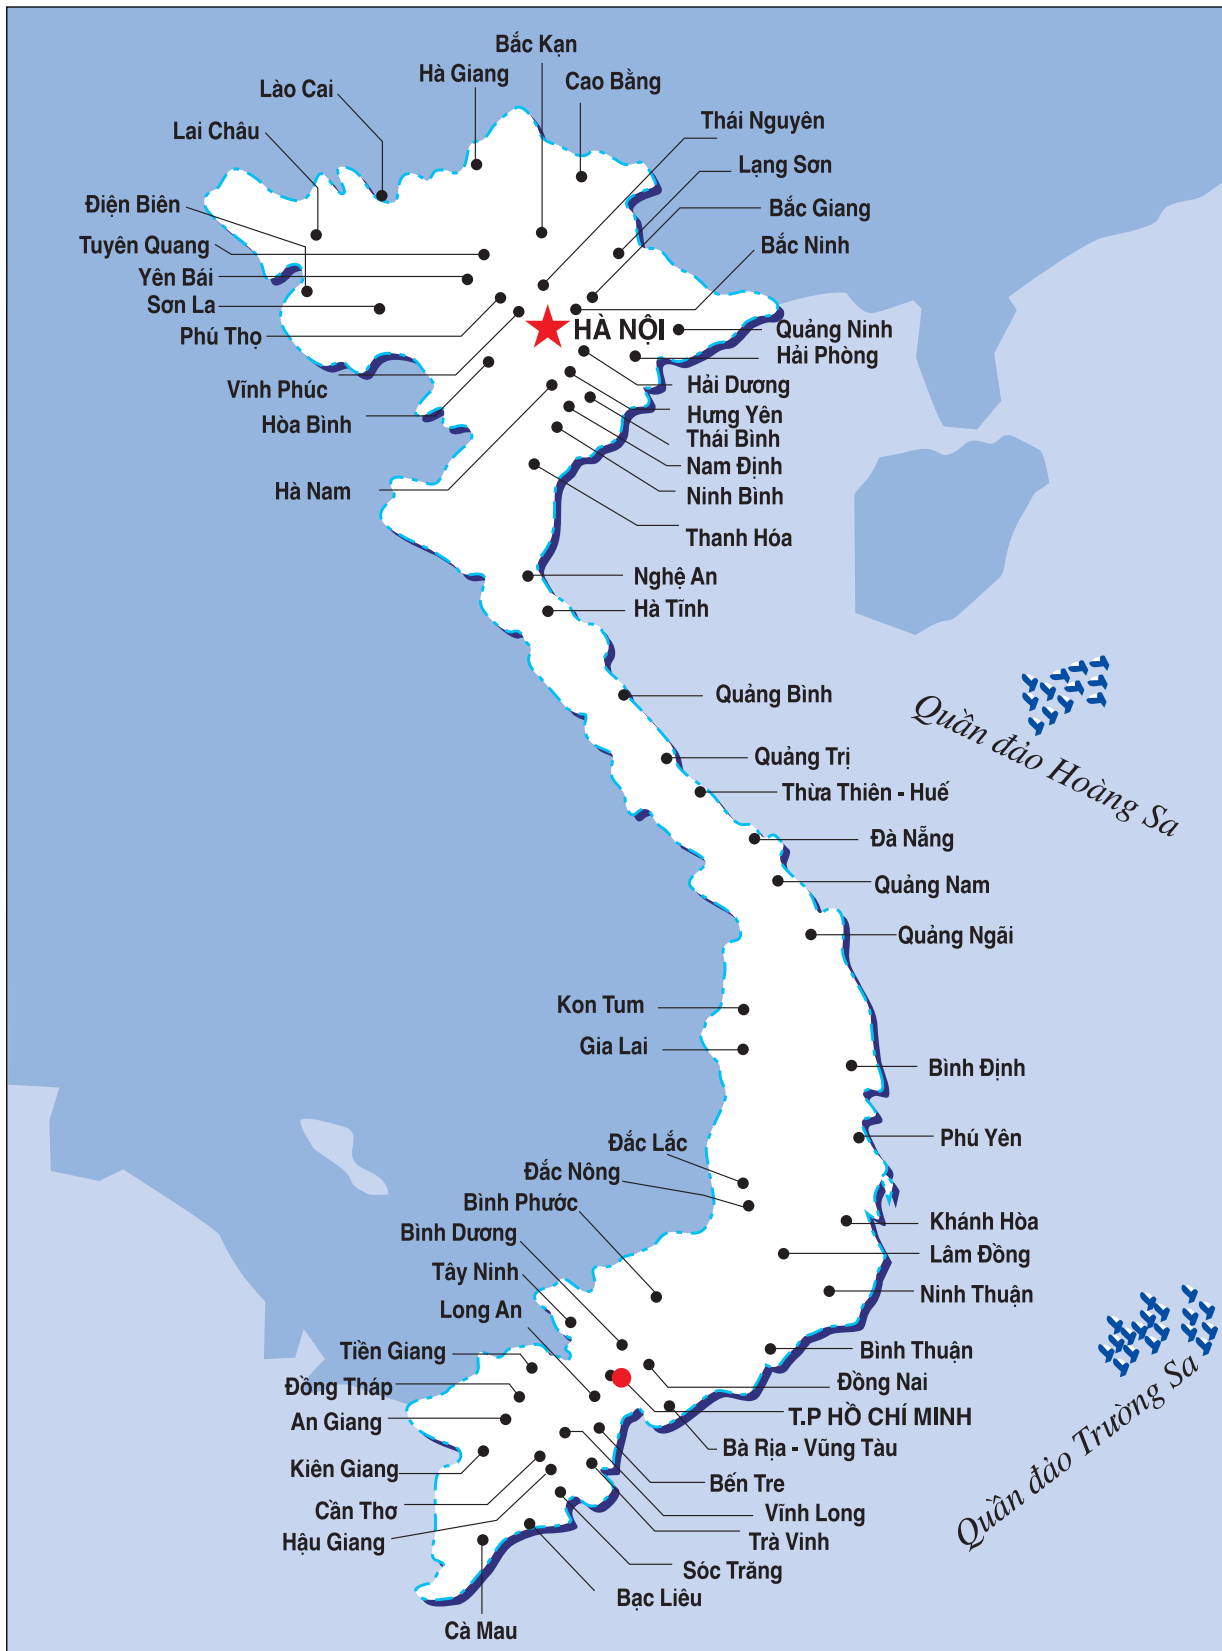 Bắc Kạn
Hà Giang
Cao Bằng
Lào Cai
Thái Nguyên
Lai Châu
Lạng Sơn
Điện Biên
Bắc Giang
Tuyên Quang
Bắc Ninh
Yên Bái
Sơn La
Phú Thọ
HÀ NỘI
Quảng Ninh
Hải Phòng
Vĩnh Phúc
Hải Dương
Hòa Bình
Hưng Yên
Thái Bình
Nam Định
Hà Nam
Ninh Bình
Thanh Hóa
Nghệ An
Hà Tĩnh
Quảng Bình
Quần đảo Hoàng Sa
Quảng Trị
Thừa Thiên - Huế
Đà Nẵng
Quảng Nam
Quảng Ngãi
Kon Tum
Gia Lai
Bình Định
Phú Yên
Đắc Lắc
Đắc Nông
Bình Phước
Khánh Hòa
Bình Dương
Lâm Đồng
Tây Ninh
Ninh Thuận
Long An
Tiền Giang
Bình Thuận
Đồng Tháp
Đồng Nai
An Giang
T.P HỒ CHÍ MINH
Quần đảo Trường Sa
Bà Rịa - Vũng Tàu
Kiên Giang
Bến Tre
Cần Thơ
Vĩnh Long
Hậu Giang
Trà Vinh
Sóc Trăng
Bạc Liêu
Cà Mau